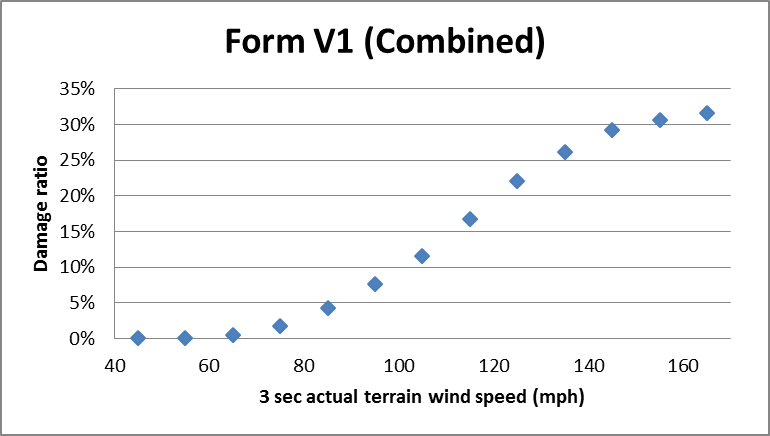 Form V1 (Combined)
35%
30%
25%
20%
15%
10%
5%
0%
Damage ratio
40 60 80 100 120 140 160
3 sec actual terrain wind speed (mph)